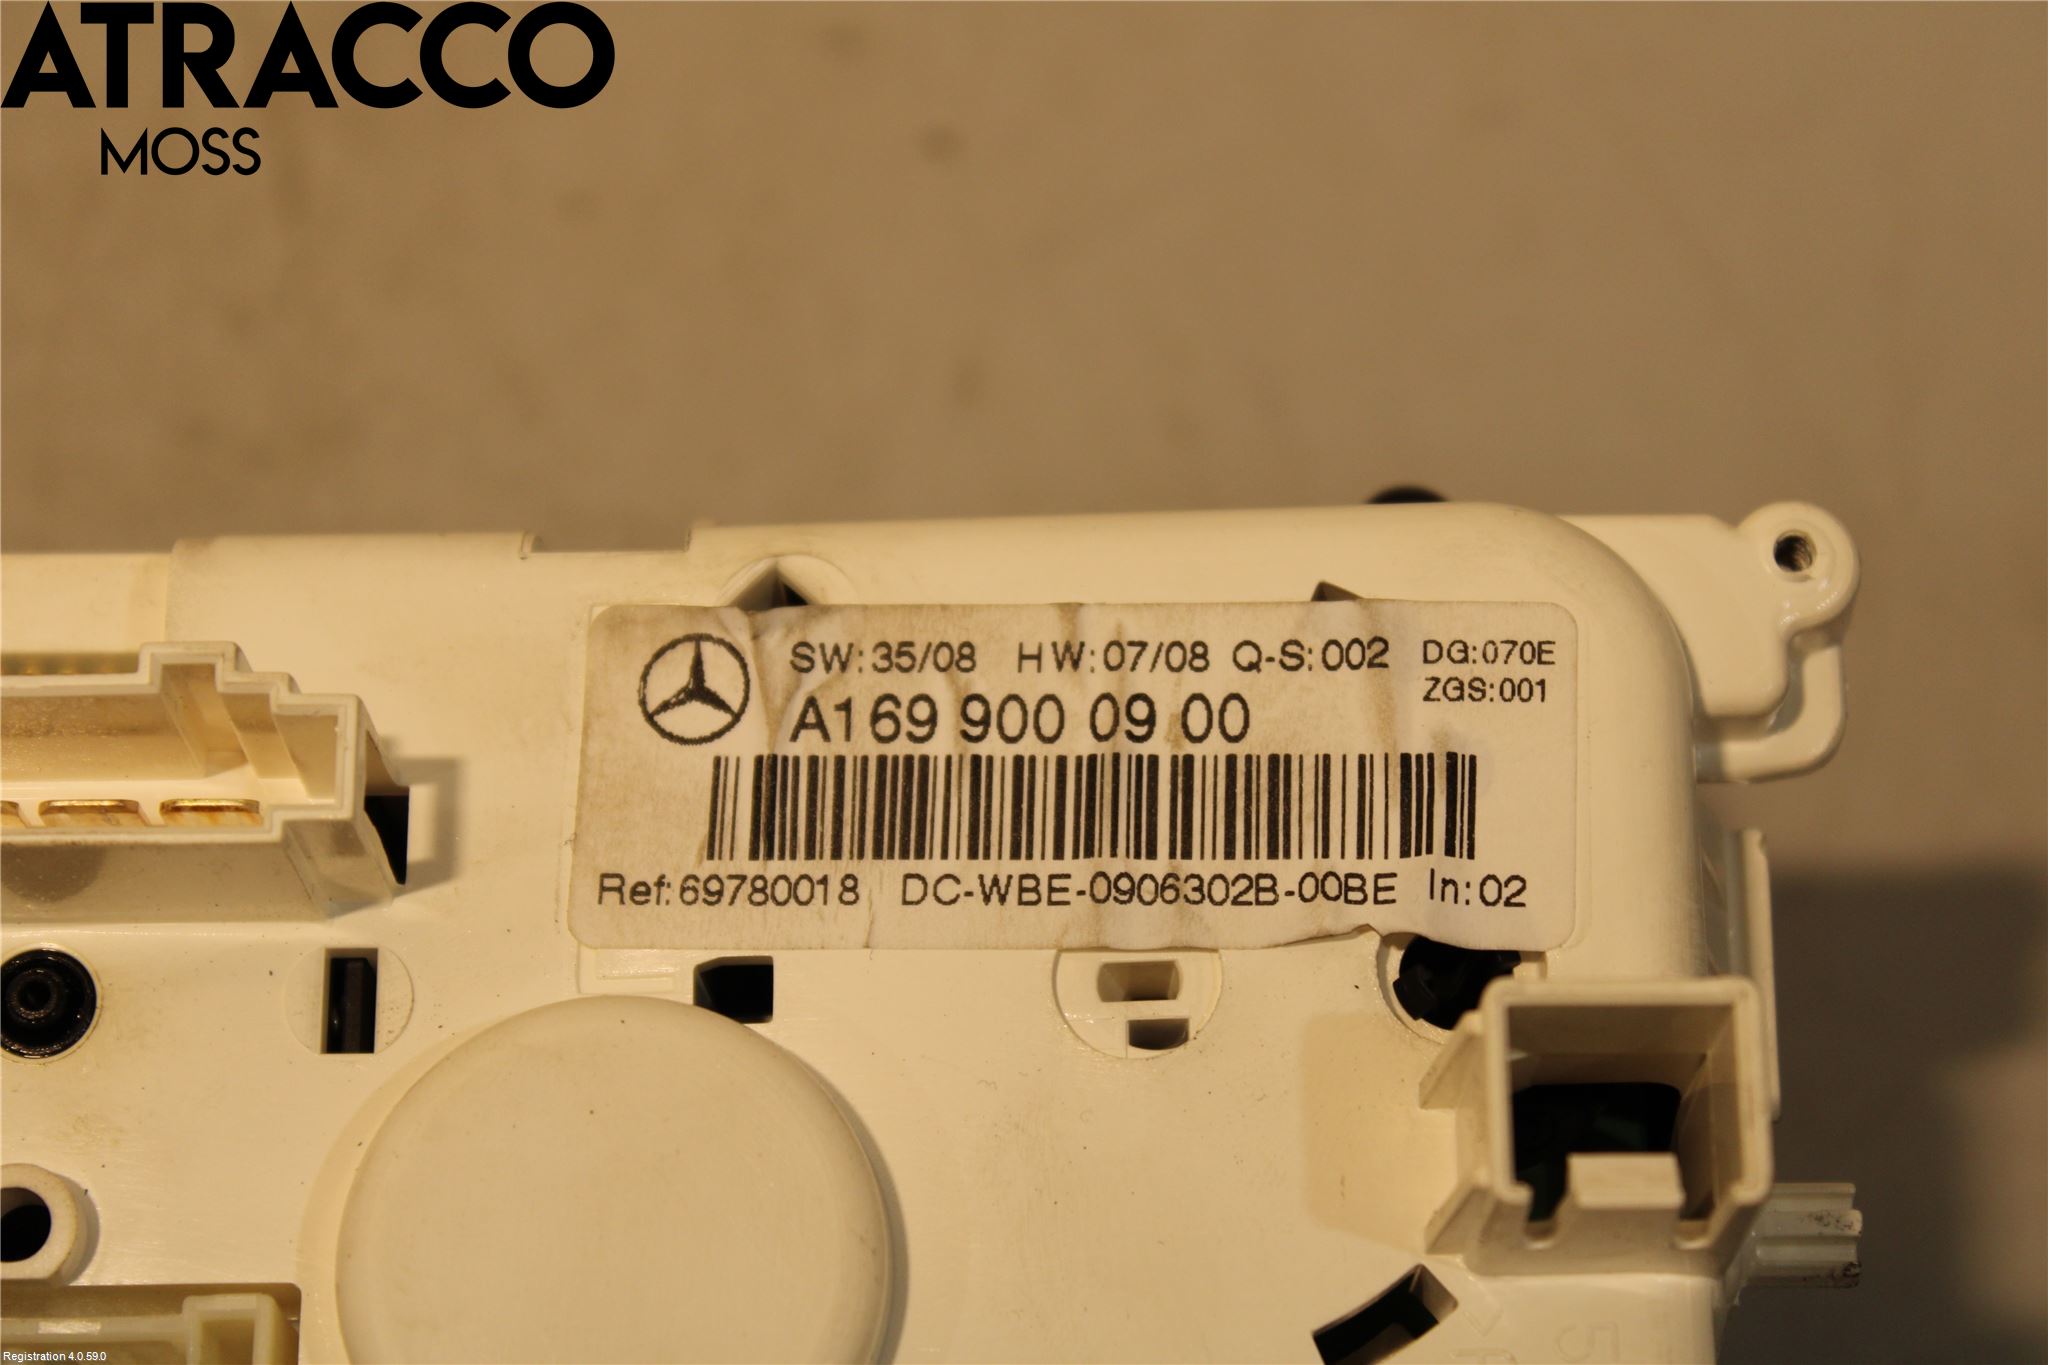 ATRACCO
MOSS
SW:35/08 HW:07/08 Q-S:002 DG:070E
ZGS:001
A169 900 09 00
Ref:69780018 DC-WBE-0906302B-00BE In:02
Registration 4.0.59.0